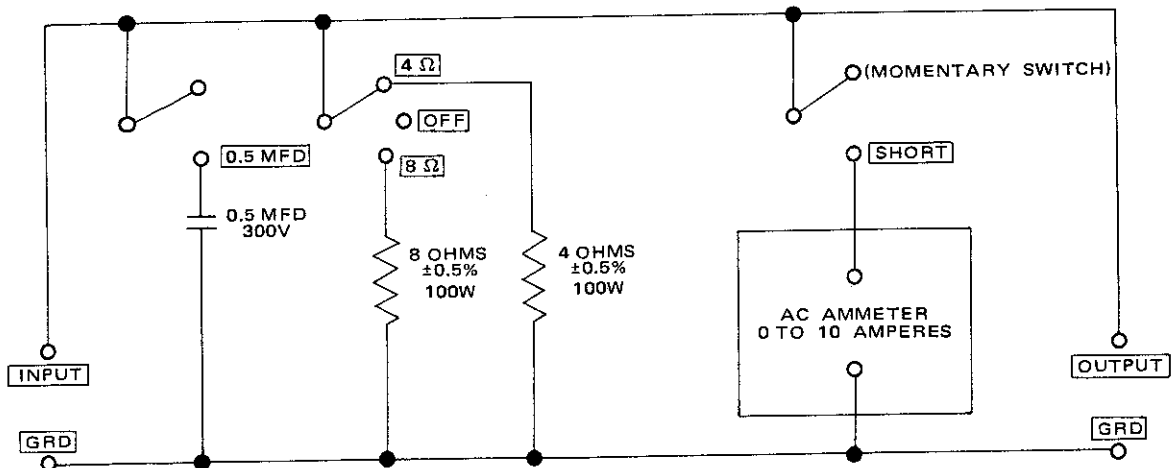 4 Ω
(MOMENTARY SWITCH)
OFF
0.5 MFD
8 Ω
SHORT
0.5 MFD
300V
8 OHMS
±0.5%
100W
4 OHMS
±0.5%
100W
AC AMMETER
0 TO 10 AMPERES
INPUT
OUTPUT
GRD
GRD